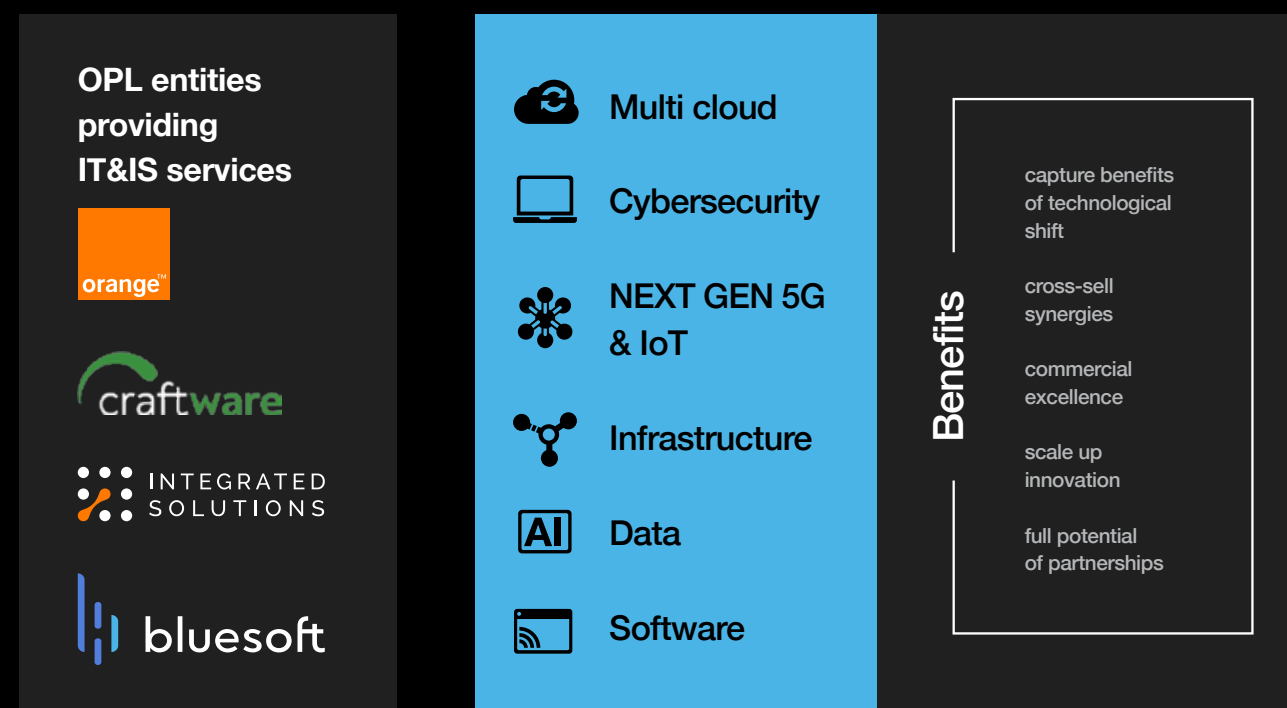 OPL entities
providing
IT&IS services
orange™
craftware
INTEGRATED
SOLUTIONS
bluesoft
Multi cloud
Cybersecurity
NEXT GEN 5G
& IoT
Infrastructure
AI
Data
Software
Benefits
capture benefits
of technological
shift
cross-sell
synergies
commercial
excellence
scale up
innovation
full potential
of partnerships